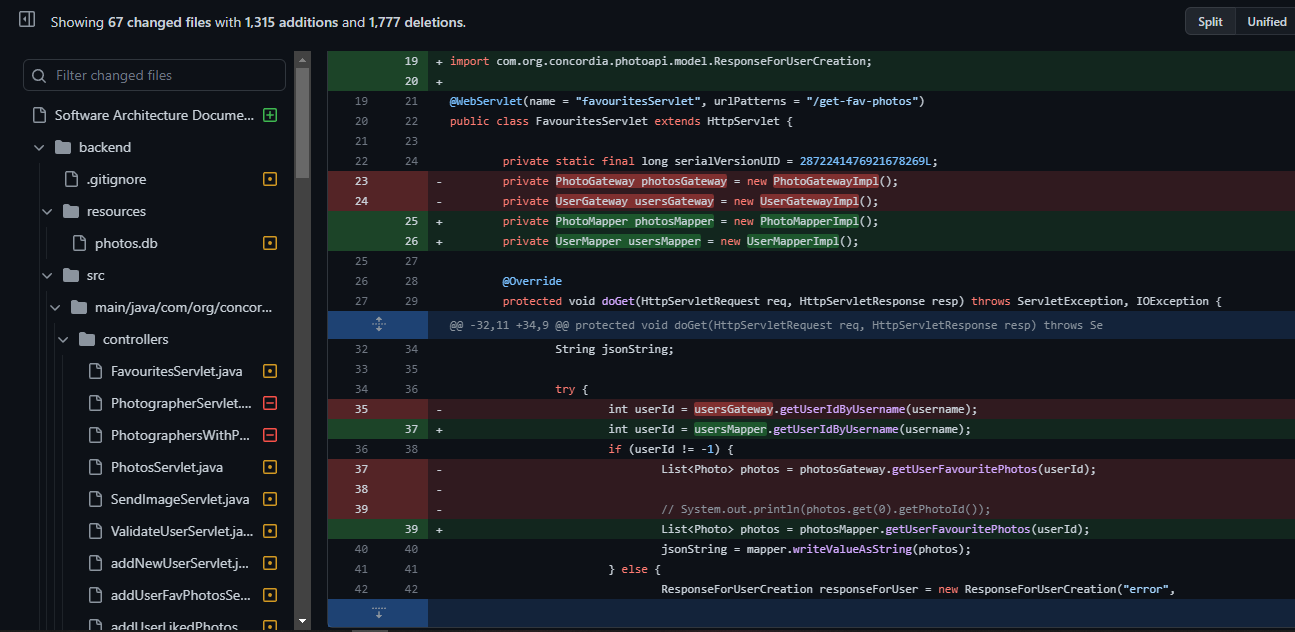 Showing 67 changed files with 1,315 additions and 1,777 deletions.
Split Unified
Filter changed files
Software Architecture Docume...
backend
.gitignore
resources
photos.db
src
main/java/com/org/concor...
controllers
FavouritesServlet.java
PhotographerServlet....
PhotographersWithP...
PhotosServlet.java
SendImageServlet.java
ValidateUserServlet.ja...
addNewUserServlet.j...
addUserFavPhotosSe...
addUserLikedPhotos
19 + import com.org.concordia.photoapi.model.ResponseForUserCreation;
20 +
19 21 @WebServlet(name = "favouritesServlet", urlPatterns = "/get-fav-photos")
20 22 public class FavouritesServlet extends HttpServlet {
21 23
22 24 private static final long serialVersionUID = 2872241476921678269L;
23 - private PhotoGateway photosGateway = new PhotoGatewayImpl();
24 - private UserGateway usersGateway = new UserGatewayImpl();
25 + private PhotoMapper photosMapper = new PhotoMapperImpl();
26 + private UserMapper usersMapper = new UserMapperImpl();
25 27
26 28 @Override
27 29 protected void doGet(HttpServletRequest req, HttpServletResponse resp) throws ServletException, IOException {
@@ -32,11 +34,9 @@ protected void doGet(HttpServletRequest req, HttpServletResponse resp) throws Se
32 34 String jsonString;
33 35
34 36 try {
35 - int userId = usersGateway.getUserIdByUsername(username);
37 + int userId = usersMapper.getUserIdByUsername(username);
36 38 if (userId != -1) {
37 - List<Photo> photos = photosGateway.getUserFavouritePhotos(userId);
38 -
39 - // System.out.println(photos.get(0).getPhotoId());
39 + List<Photo> photos = photosMapper.getUserFavouritePhotos(userId);
40 40 jsonString = mapper.writeValueAsString(photos);
41 41 } else {
42 42 ResponseForUserCreation responseForUser = new ResponseForUserCreation("error",